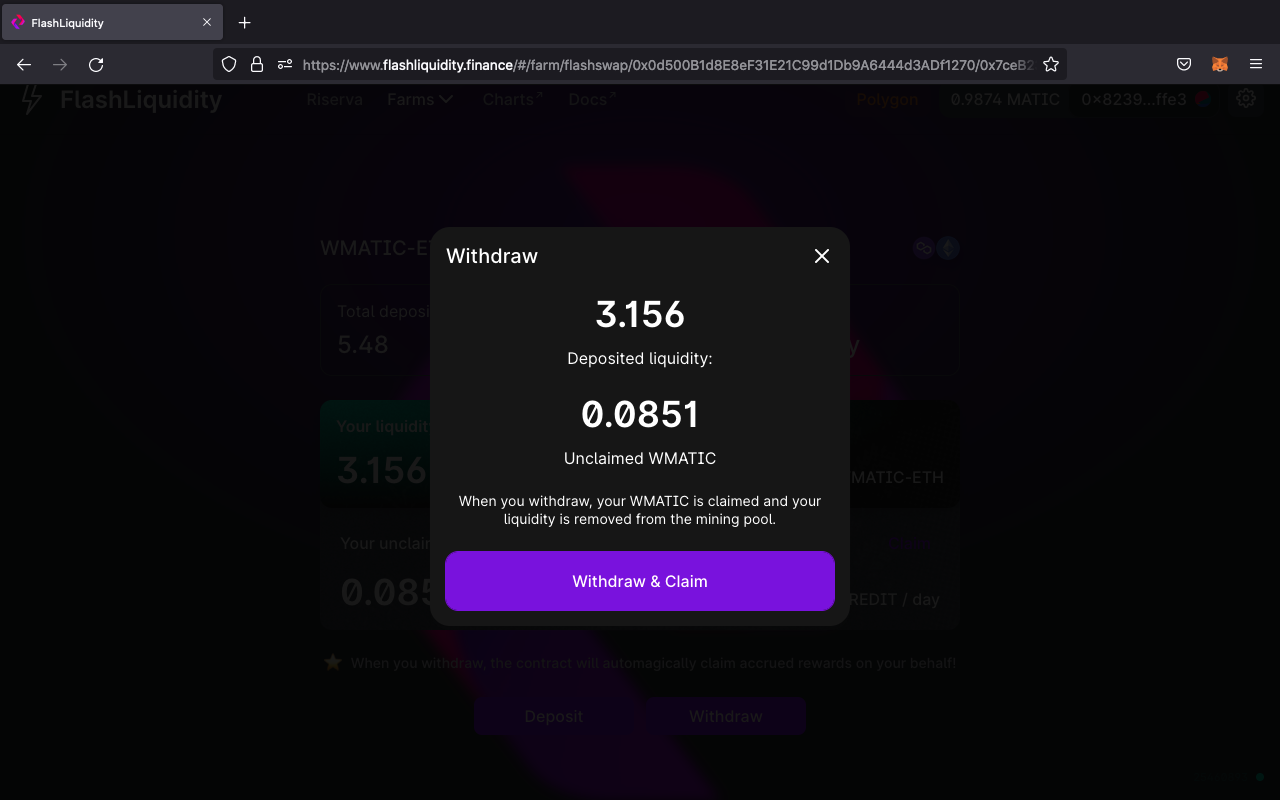 FlashLiquidity
https://www.flashliquidity.finance/#/farm/flashswap/0x0d500B1d8E8eF31E21C99d1Db9A6444d3ADf1270/0x7ceB2
FlashLiquidity
Riserva
Farms
Charts
Docs
Polygon
0.9874 MATIC
0x8239...ffe3
WMATIC-E
Withdraw
3.156
Deposited liquidity:
0.0851
Unclaimed WMATIC
When you withdraw, your WMATIC is claimed and your
liquidity is removed from the mining pool.
Withdraw & Claim
Total deposi
5.48
y
Your liquidit
3.156
MATIC-ETH
Your unclai
0.085
REDIT / day
When you withdraw, the contract will automagically claim accrued rewards on your behalf!
Deposit
Withdraw